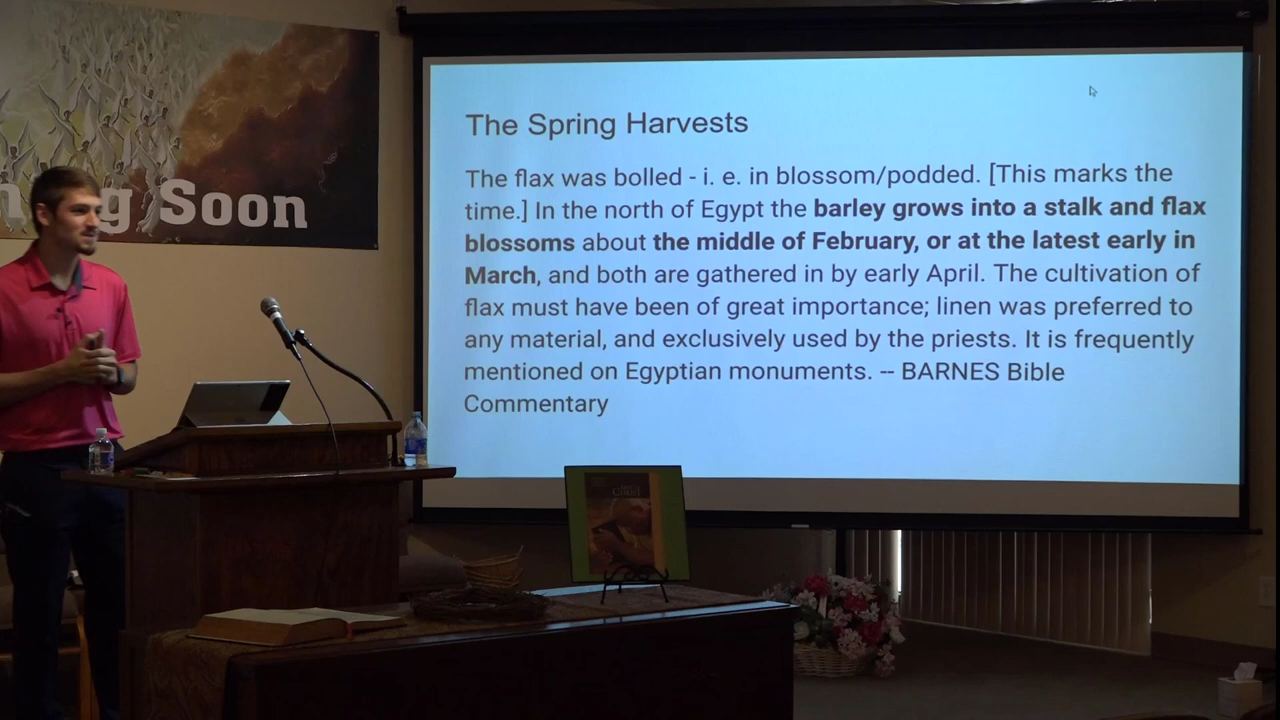 ng Soon
The Spring Harvests
The flax was bolled - i. e. in blossom/podded. [This marks the
time.] In the north of Egypt the barley grows into a stalk and flax
blossoms about the middle of February, or at the latest early in
March, and both are gathered in by early April. The cultivation of
flax must have been of great importance; linen was preferred to
any material, and exclusively used by the priests. It is frequently
mentioned on Egyptian monuments. -- BARNES Bible
Commentary
Christ